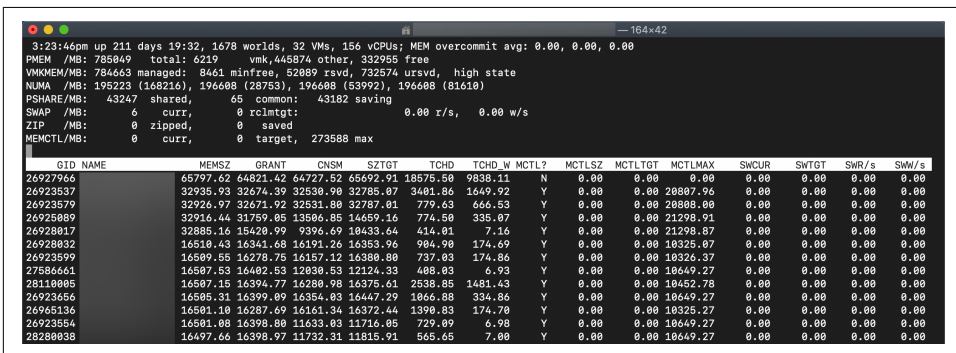 — 164×42
3:23:46pm up 211 days 19:32, 1678 worlds, 32 VMs, 156 vCPUs; MEM overcommit avg: 0.00, 0.00, 0.00
PMEM /MB: 785049 total: 6219 vmk,445874 other, 332955 free
VMKMEM/MB: 784663 managed: 8461 minfree, 52089 rsvd, 732574 ursvd, high state
NUMA /MB: 195223 (168216), 196608 (28753), 196608 (53992), 196608 (81610)
PSHARE/MB: 43247 shared, 65 common: 43182 saving
SWAP /MB: 6 curr, 0 rclmtgt: 0.00 r/s, 0.00 w/s
ZIP /MB: 0 zipped, 0 saved
MEMCTL/MB: 0 curr, 0 target, 273588 max
GID NAME MEMSZ GRANT CNSM SZTGT TCHD TCHD_W MCTL? MCTLSZ MCTLTGT MCTLMAX SWCUR SWTGT SWR/s SWW/s
26927966 65797.62 64821.42 64727.52 65692.91 18575.50 9838.11 N 0.00 0.00 0.00 0.00 0.00 0.00 0.00
26923537 32935.93 32674.39 32530.90 32785.07 3401.86 1649.92 Y 0.00 0.00 20807.96 0.00 0.00 0.00 0.00
26923579 32926.97 32671.92 32531.80 32787.01 779.63 666.53 Y 0.00 0.00 20808.00 0.00 0.00 0.00 0.00
26925089 32916.44 31759.05 13506.85 14659.16 774.50 335.07 Y 0.00 0.00 21298.91 0.00 0.00 0.00 0.00
26928017 32885.16 15420.99 9396.69 10433.64 414.01 7.16 Y 0.00 0.00 21298.87 0.00 0.00 0.00 0.00
26928032 16510.43 16341.68 16191.26 16353.96 904.90 174.69 Y 0.00 0.00 10325.07 0.00 0.00 0.00 0.00
26923599 16509.55 16278.75 16157.12 16380.80 737.03 174.86 Y 0.00 0.00 10326.37 0.00 0.00 0.00 0.00
27586661 16507.53 16402.53 12030.53 12124.33 408.03 6.93 Y 0.00 0.00 10649.27 0.00 0.00 0.00 0.00
28110005 16507.15 16394.77 16280.98 16375.61 2538.85 1481.43 Y 0.00 0.00 10452.78 0.00 0.00 0.00 0.00
26923656 16505.31 16399.09 16354.03 16447.29 1066.88 334.86 Y 0.00 0.00 10649.27 0.00 0.00 0.00 0.00
26965136 16501.10 16287.69 16161.34 16372.44 1390.83 174.70 Y 0.00 0.00 10325.27 0.00 0.00 0.00 0.00
26923554 16501.08 16398.80 11633.03 11716.05 729.09 6.98 Y 0.00 0.00 10649.27 0.00 0.00 0.00 0.00
28280038 16497.66 16398.97 11732.31 11815.91 565.65 7.00 Y 0.00 0.00 10649.27 0.00 0.00 0.00 0.00